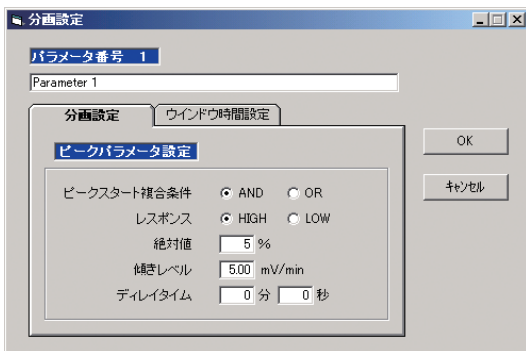 分画設定
パラメータ番号 1
Parameter 1
分画設定 ウインドウ時間設定
ピークパラメータ設定
ピークスタート複合条件 AND OR
レスポンス HIGH LOW
絶対値 5 %
傾きレベル 5.00 mV/min
ディレイタイム 0 分 0 秒
OK
キャンセル